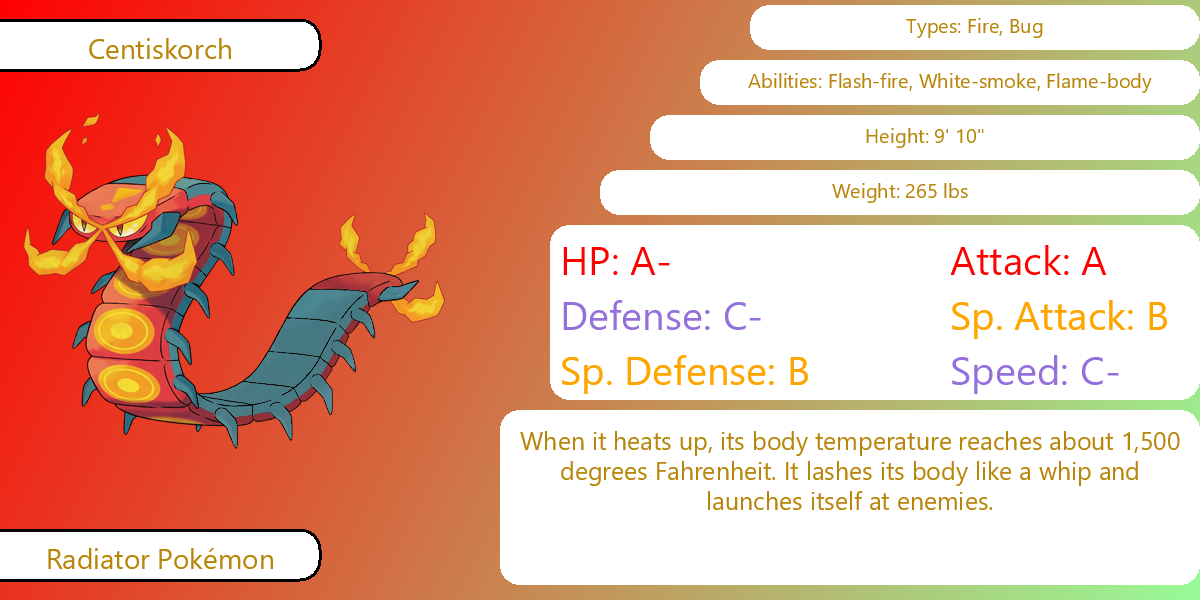 Centiskorch
Types: Fire, Bug
Abilities: Flash-fire, White-smoke, Flame-body
Height: 9' 10"
Weight: 265 lbs
HP: A-
Attack: A
Defense: C-
Sp. Attack: B
Sp. Defense: B
Speed: C-
When it heats up, its body temperature reaches about 1,500
degrees Fahrenheit. It lashes its body like a whip and
launches itself at enemies.
Radiator Pokémon